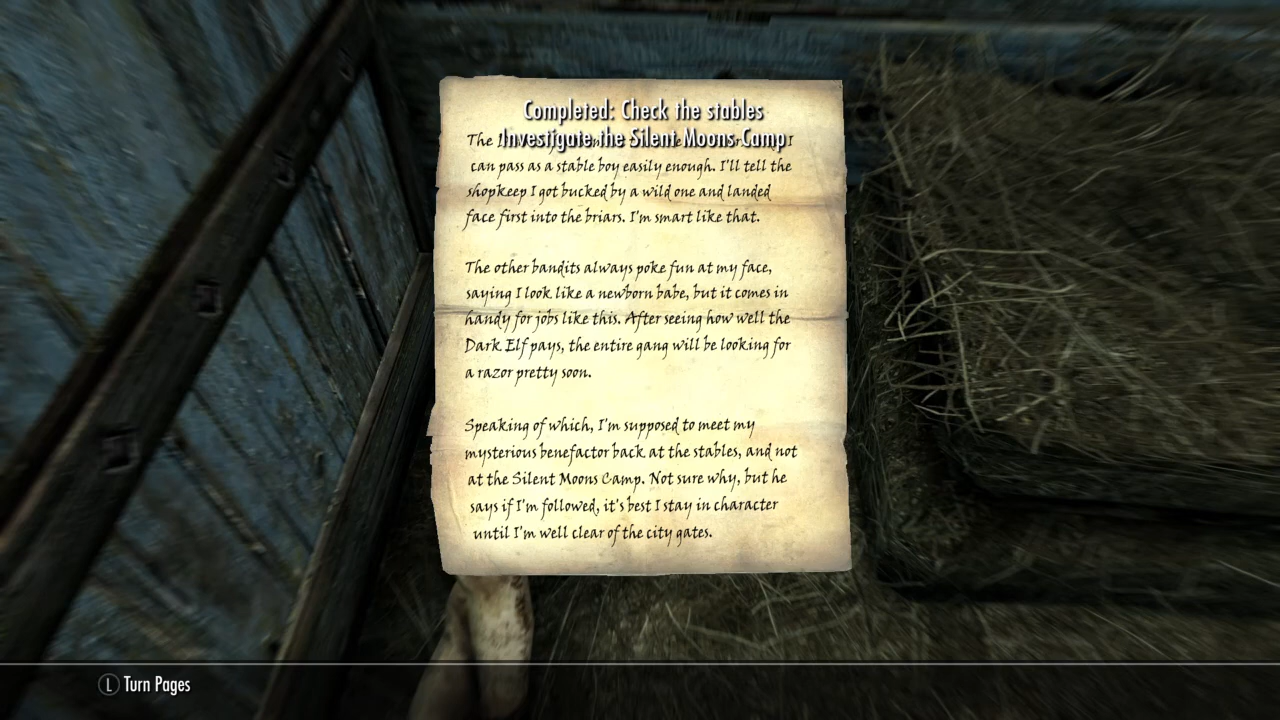 Completed: Check the stables
Investigate the Silent Moons Camp
The I
can pass as a stable boy easily enough. I'll tell the
shopkeep I got bucked by a wild one and landed
face first into the briars. I'm smart like that.
The other bandits always poke fun at my face,
saying I look like a newborn babe, but it comes in
handy for jobs like this. After seeing how well the
Dark Elf pays, the entire gang will be looking for
a razor pretty soon.
Speaking of which, I'm supposed to meet my
mysterious benefactor back at the stables, and not
at the Silent Moons Camp. Not sure why, but he
says if I'm followed, it's best I stay in character
until I'm well clear of the city gates.
L Turn Pages